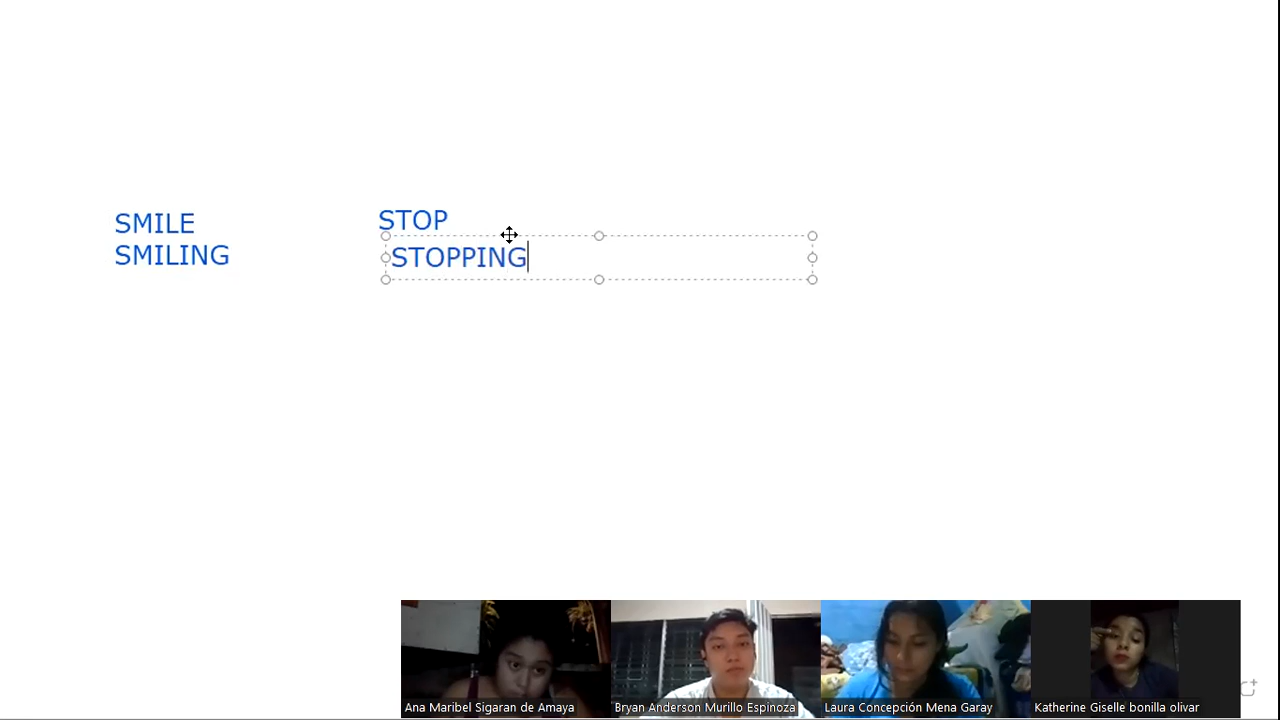 SMILE
SMILING
STOP
STOPPING
Ana Maribel Sigaran de Amaya
Bryan Anderson Murillo Espinoza
Laura Concepción Mena Garay
Katherine Giselle bonilla olivar